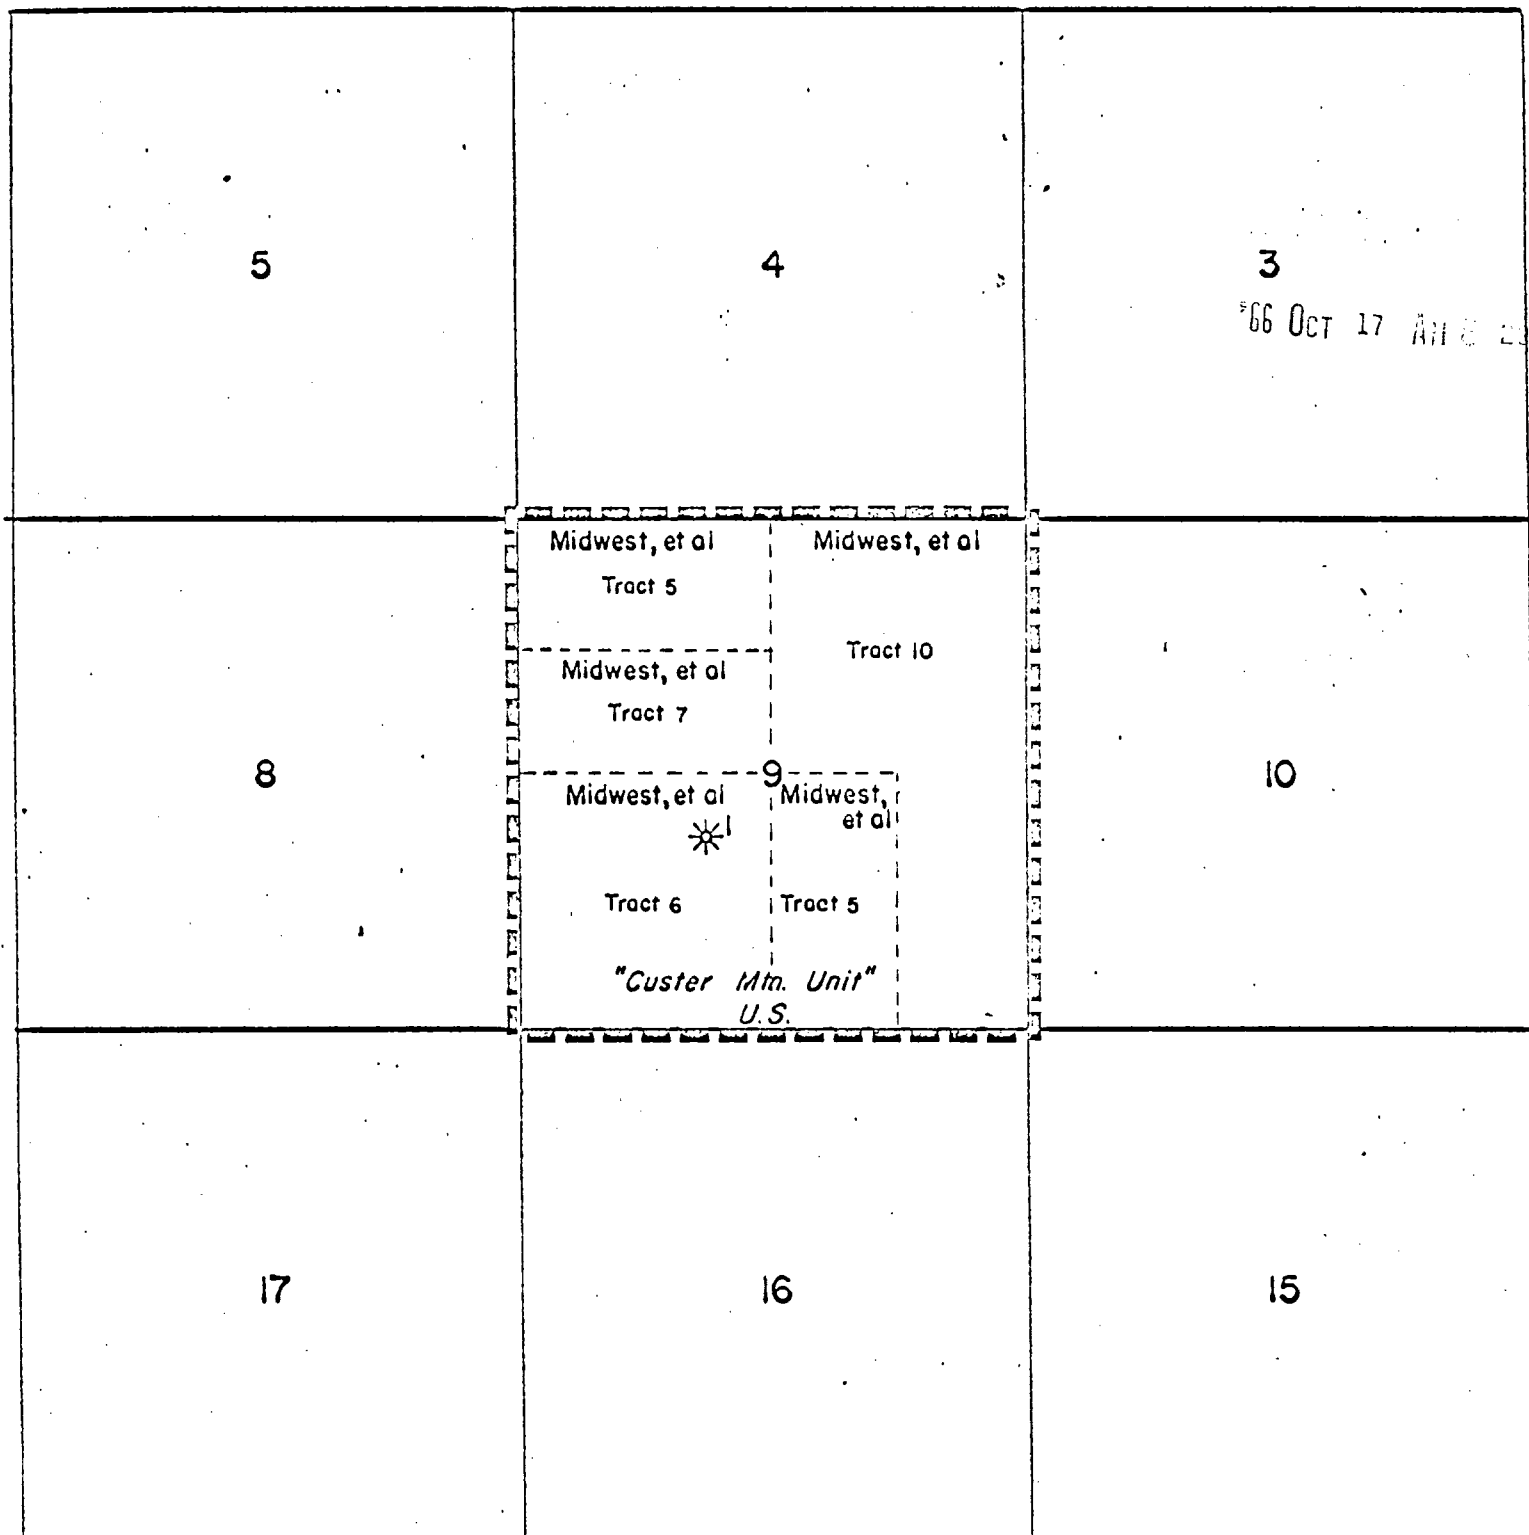 5
4
3
'66 OCT 17 AM 8
Midwest, et al
Midwest, et al
Tract 5
Tract 10
Midwest, et al
Tract 7
8
9
10
Midwest, et al
Midwest,
et al
1
Tract 6
Tract 5
"Custer Mtn. Unit"
U.S.
17
16
15